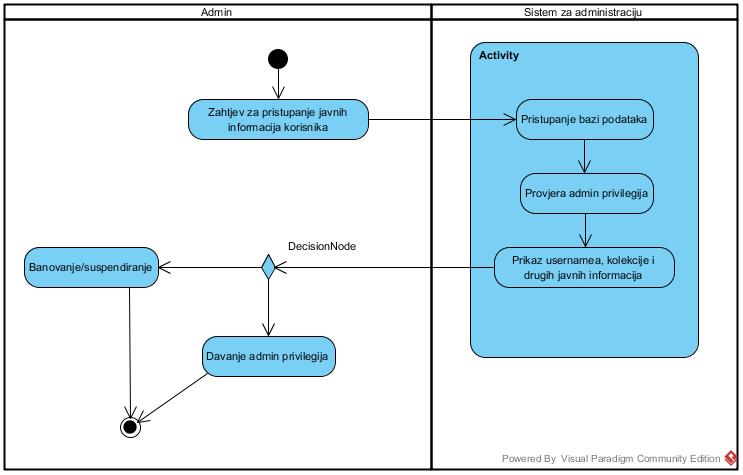 Admin
Sistem za administraciju
Activity
Zahtjev za pristupanje javnih
informacija korisnika
Pristupanje bazi podataka
Provjera admin privilegija
DecisionNode
Banovanje/suspendiranje
Prikaz usernamea, kolekcije i
drugih javnih informacija
Davanje admin privilegija
Powered By Visual Paradigm Community Edition